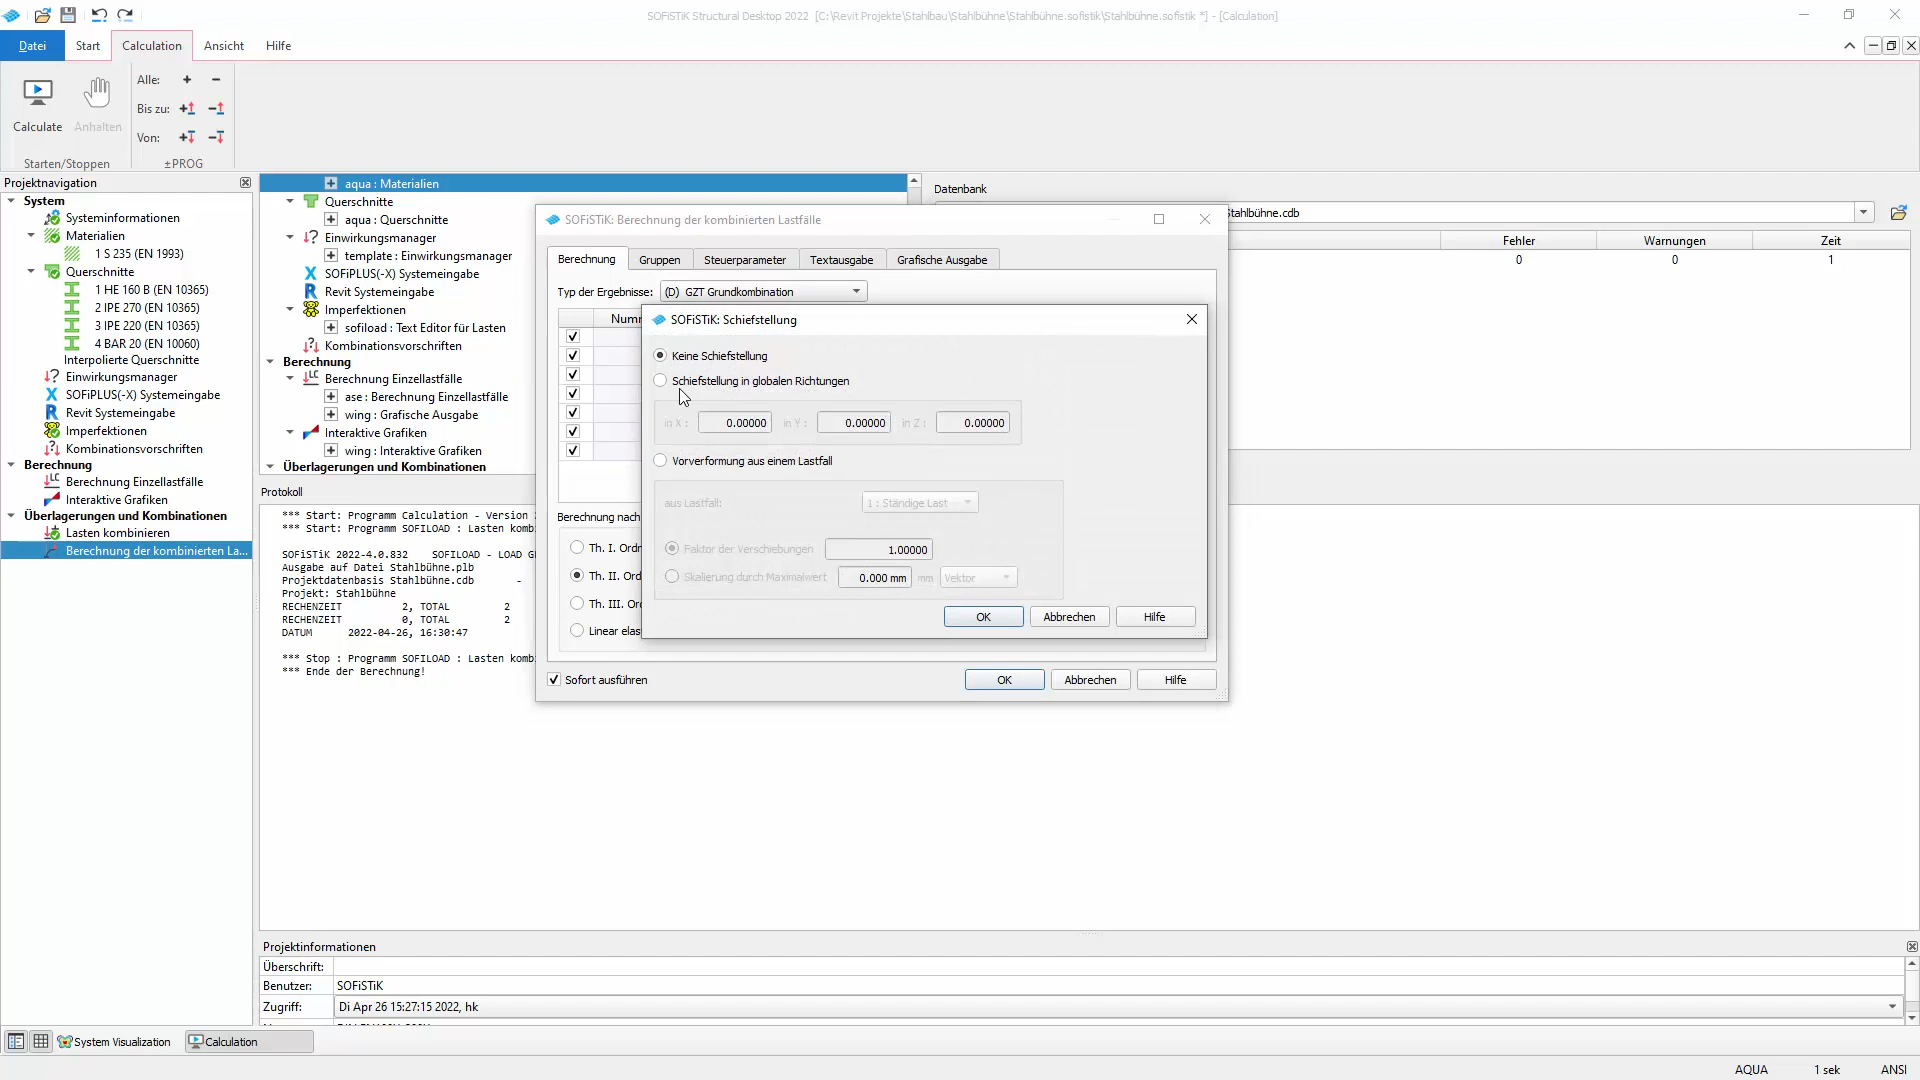 SOFiSTiK Structural Desktop 2022 [C:\Revit Projekte\Stahlbau\Stahlbühne\Stahlbühne.sofistik\Stahlbühne.sofistik *] - [Calculation]
Datei Start Calculation Ansicht Hilfe
Alle: + -
Bis zu:
Von:
Calculate Anhalten
Starten/Stoppen ±PROG
Projektnavigation
System
Systeminformationen
Materialien
1 S 235 (EN 1993)
Querschnitte
1 HE 160 B (EN 10365)
2 IPE 270 (EN 10365)
3 IPE 220 (EN 10365)
4 BAR 20 (EN 10060)
Interpolierte Querschnitte
Einwirkungsmanager
SOFiPLUS(-X) Systemeingabe
Revit Systemeingabe
Imperfektionen
Kombinationsvorschriften
Berechnung
Berechnung Einzellastfälle
Interaktive Grafiken
Überlagerungen und Kombinationen
Lasten kombinieren
Berechnung der kombinierten La...
aqua : Materialien
Querschnitte
aqua : Querschnitte
Einwirkungsmanager
template : Einwirkungsmanager
SOFiPLUS(-X) Systemeingabe
Revit Systemeingabe
Imperfektionen
sofiload : Text Editor für Lasten
Kombinationsvorschriften
Berechnung
Berechnung Einzellastfälle
ase : Berechnung Einzellastfälle
wing : Grafische Ausgabe
Interaktive Grafiken
wing : Interaktive Grafiken
Überlagerungen und Kombinationen
Datenbank
Stahlbühne.cdb
Fehler Warnungen Zeit
0 0 1
Protokoll
*** Start: Programm Calculation - Version
*** Start: Programm SOFILOAD : Lasten komb
SOFiSTiK 2022-4.0.832 SOFILOAD - LOAD G
Ausgabe auf Datei Stahlbühne.plb
Projektdatenbasis Stahlbühne.cdb -
Projekt: Stahlbühne
RECHENZEIT 2, TOTAL 2
RECHENZEIT 0, TOTAL 2
DATUM 2022-04-26, 16:30:47
*** Stop : Programm SOFILOAD : Lasten komb
*** Ende der Berechnung!
SOFiSTiK: Berechnung der kombinierten Lastfälle
Berechnung Gruppen Steuerparameter Textausgabe Grafische Ausgabe
Typ der Ergebnisse: (D) GZT Grundkombination
Numm
Berechnung nach
Th. I. Ordn
Th. II. Ord
Th. III. Or
Linear elas
Sofort ausführen
OK Abbrechen Hilfe
SOFiSTiK: Schiefstellung
Keine Schiefstellung
Schiefstellung in globalen Richtungen
in X : 0.00000 in Y : 0.00000 in Z : 0.00000
Vorverformung aus einem Lastfall
aus Lastfall: 1 : Ständige Last
Faktor der Verschiebungen 1.00000
Skalierung durch Maximalwert 0.000 mm mm Vektor
OK Abbrechen Hilfe
Projektinformationen
Überschrift:
Benutzer: SOFiSTiK
Zugriff: Di Apr 26 15:27:15 2022, hk
System Visualization Calculation
AQUA 1 sek ANSI